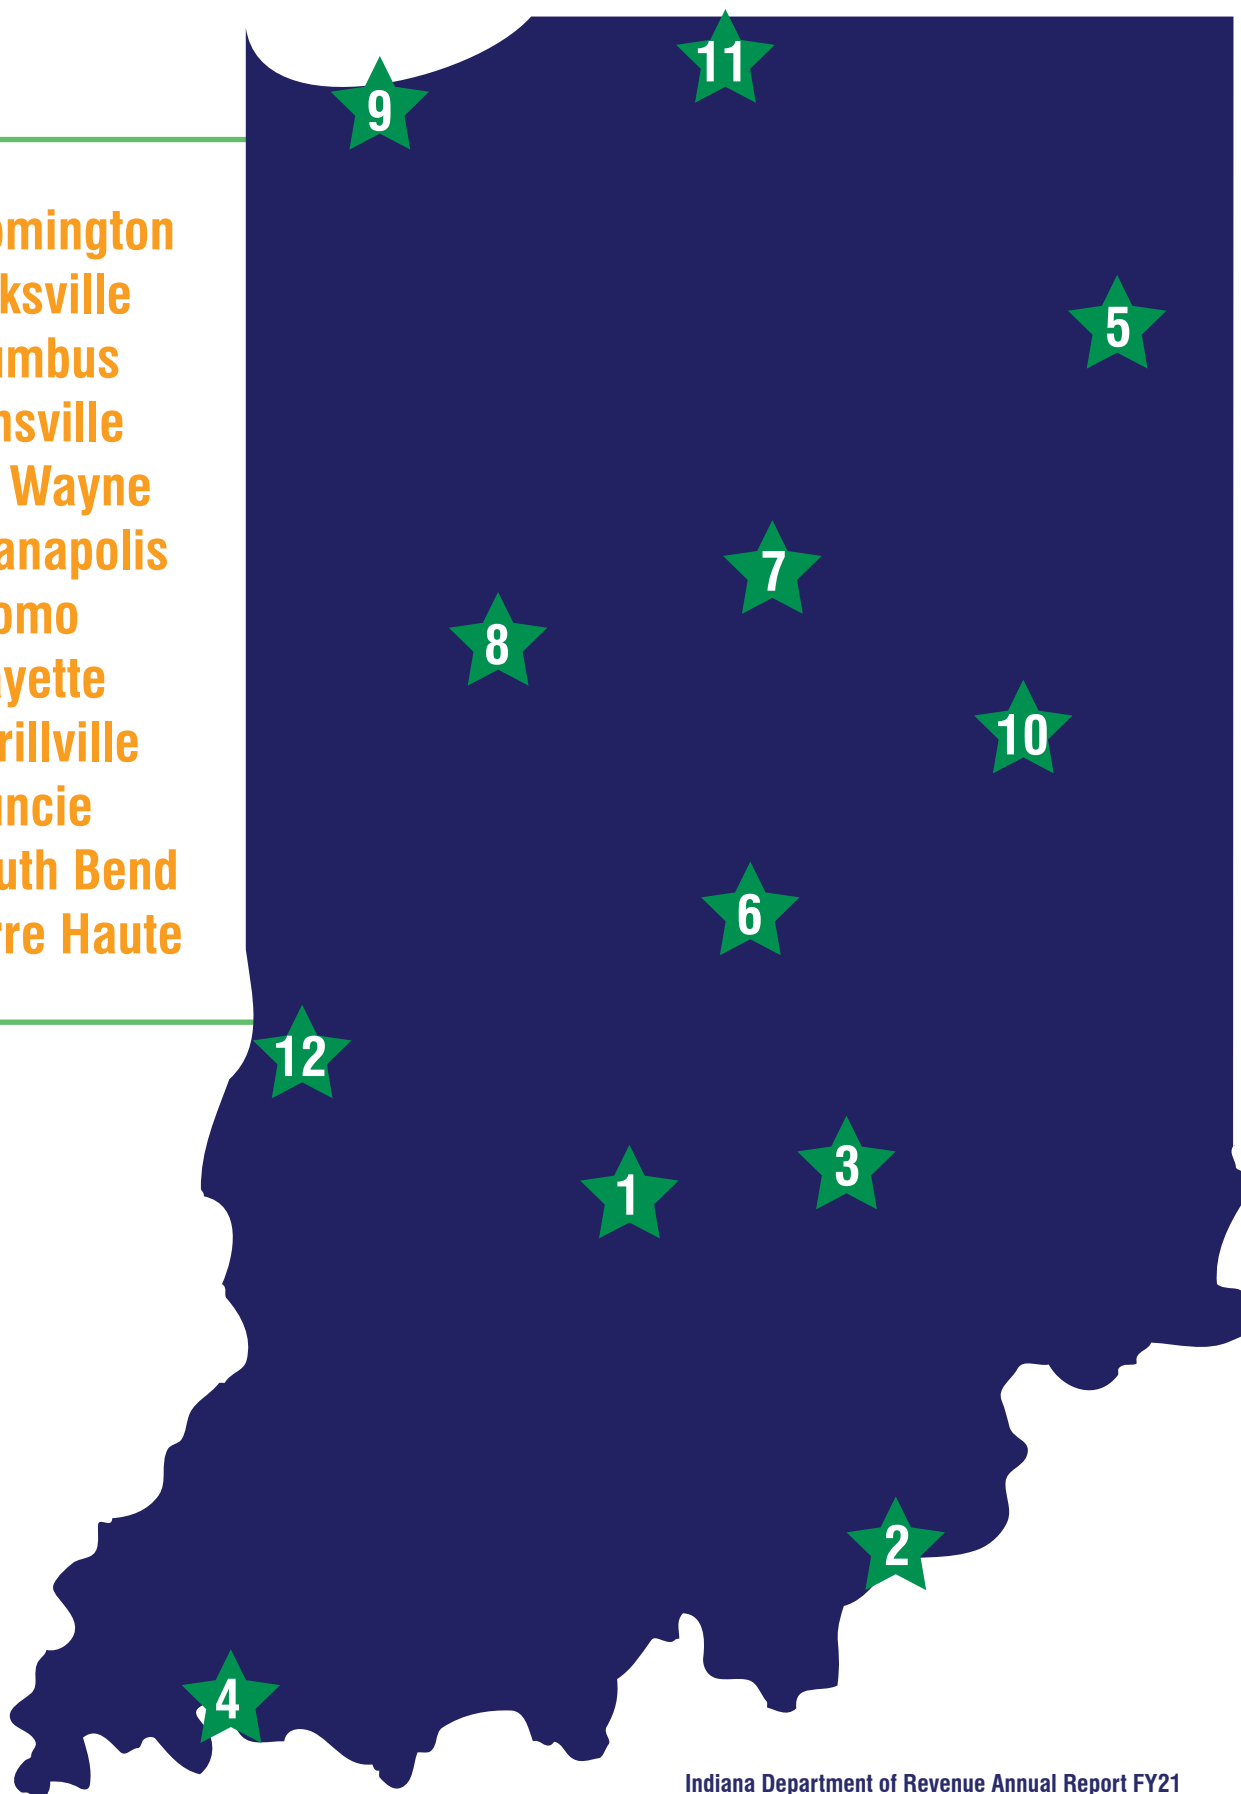 omington
ksville
umbus
nsville
Wayne
anapolis
omo
ayette
rillville
uncie
uth Bend
rre Haute
11
9
5
7
8
10
6
12
3
1
2
4
Indiana Department of Revenue Annual Report FY21